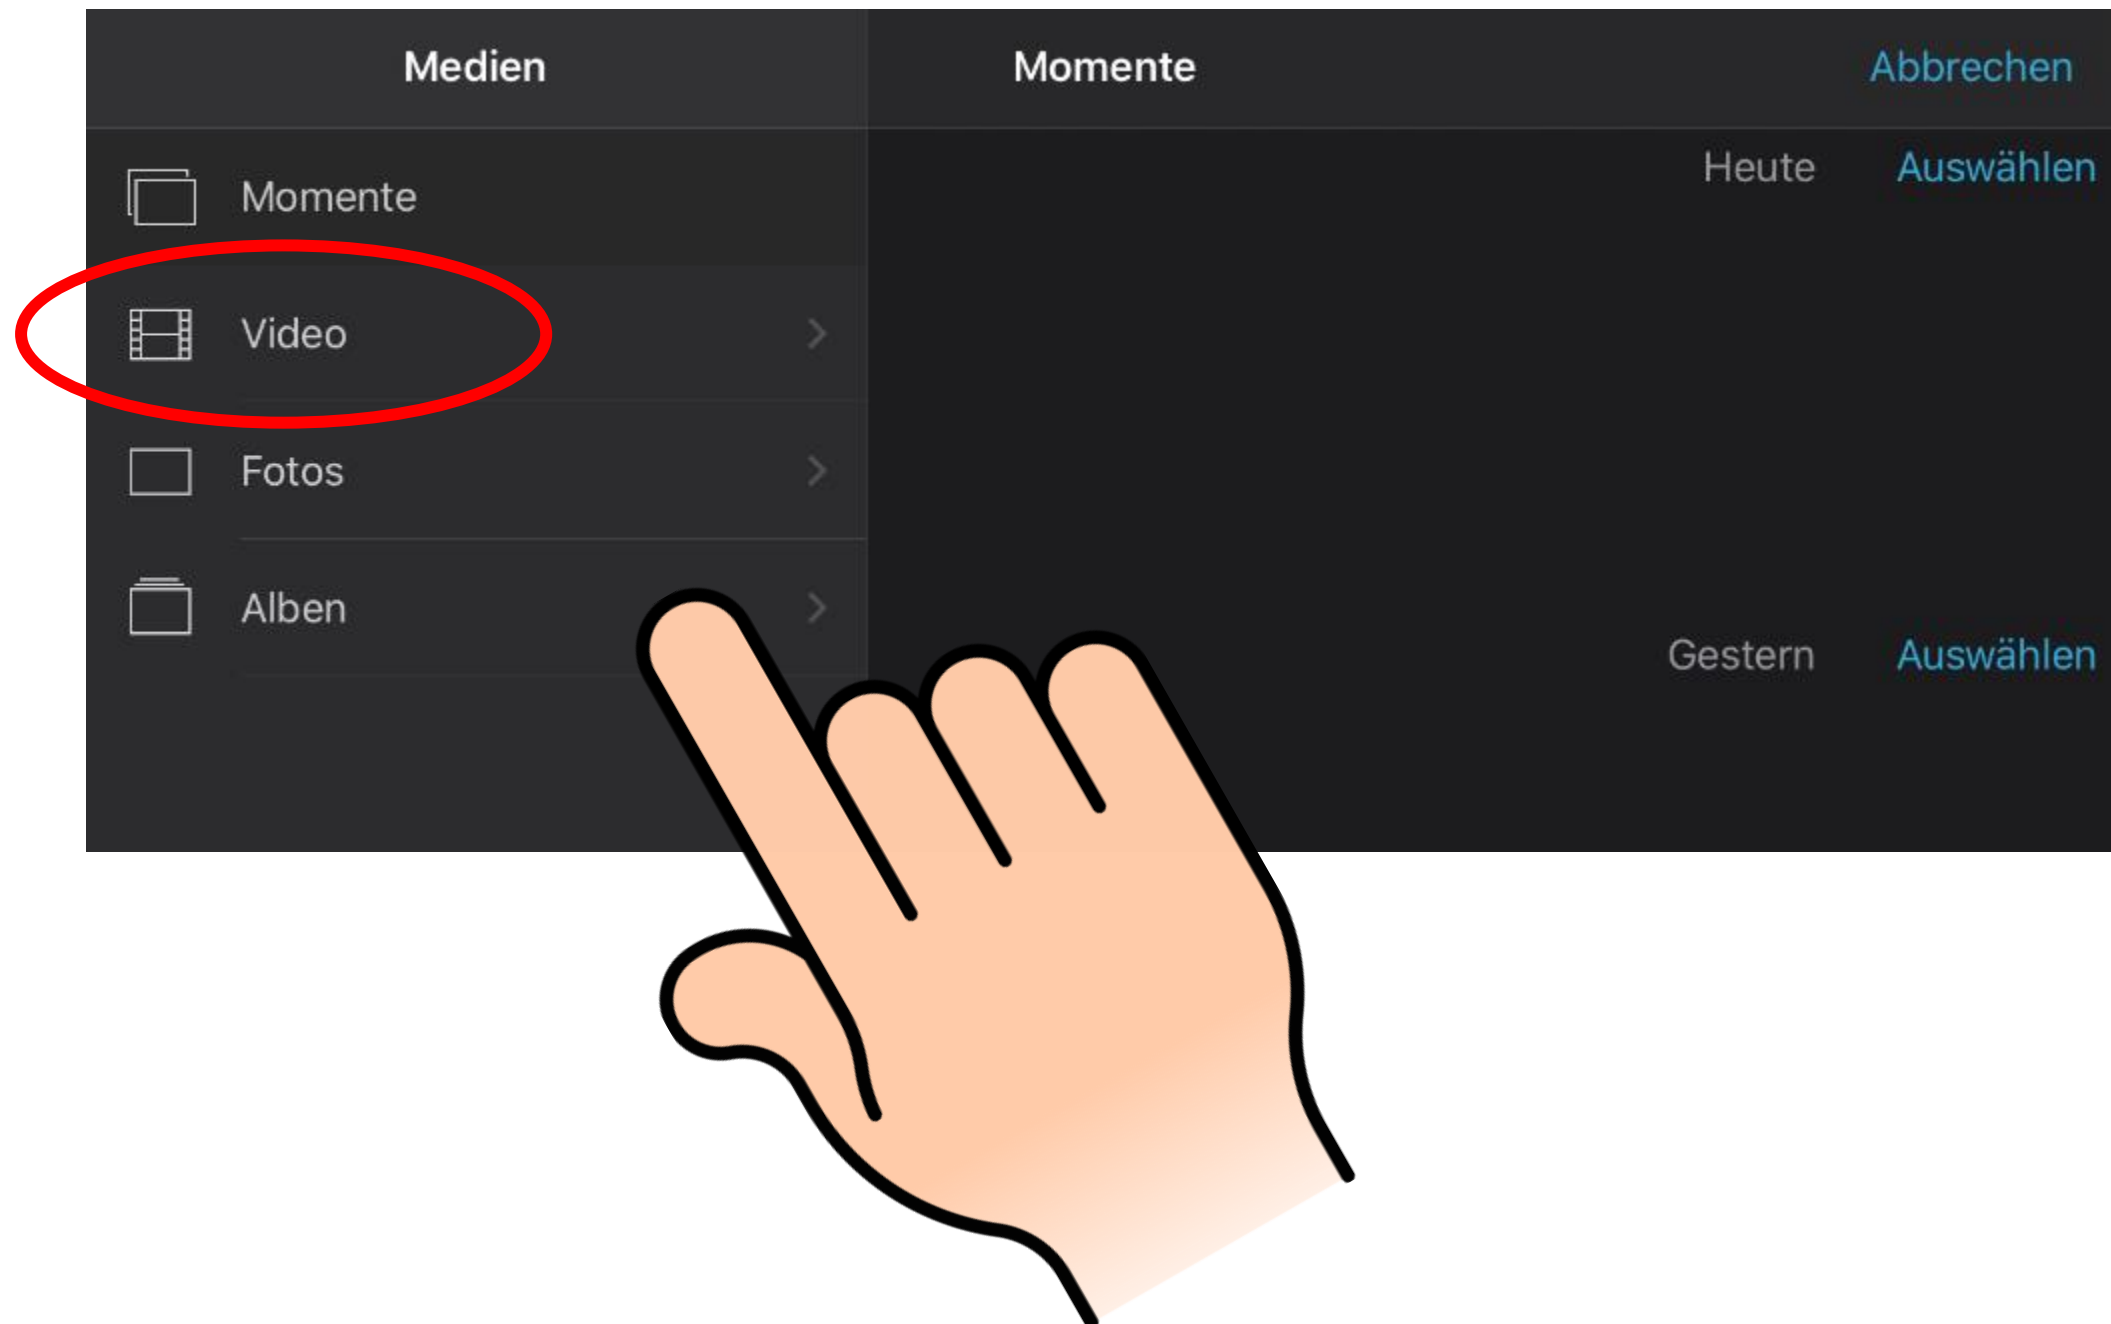 Medien
Momente
Abbrechen
Momente
Video
Fotos
Alben
Heute Auswählen
Gestern Auswählen